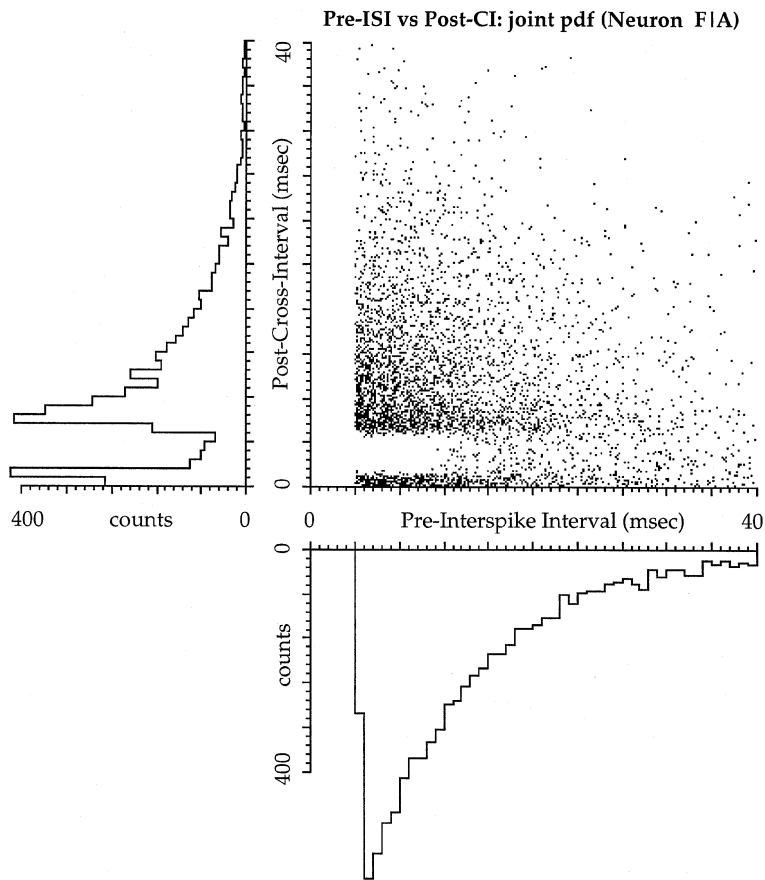 Pre-ISI vs Post-CI: joint pdf (Neuron F|A)
40
Post-Cross-Interval (msec)
0
400 counts 0
0 Pre-Interspike Interval (msec) 40
0
counts
400